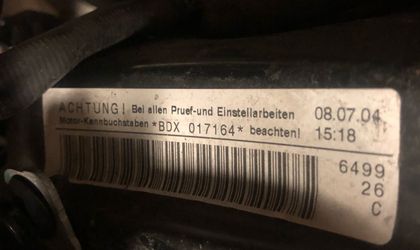 ACHTUNG! Bei allen Pruef-und Einstellarbeiten 08.07.04
Motor-Kennbuchstaben *BDX 017164* beachten! 15:18
6499
26
C